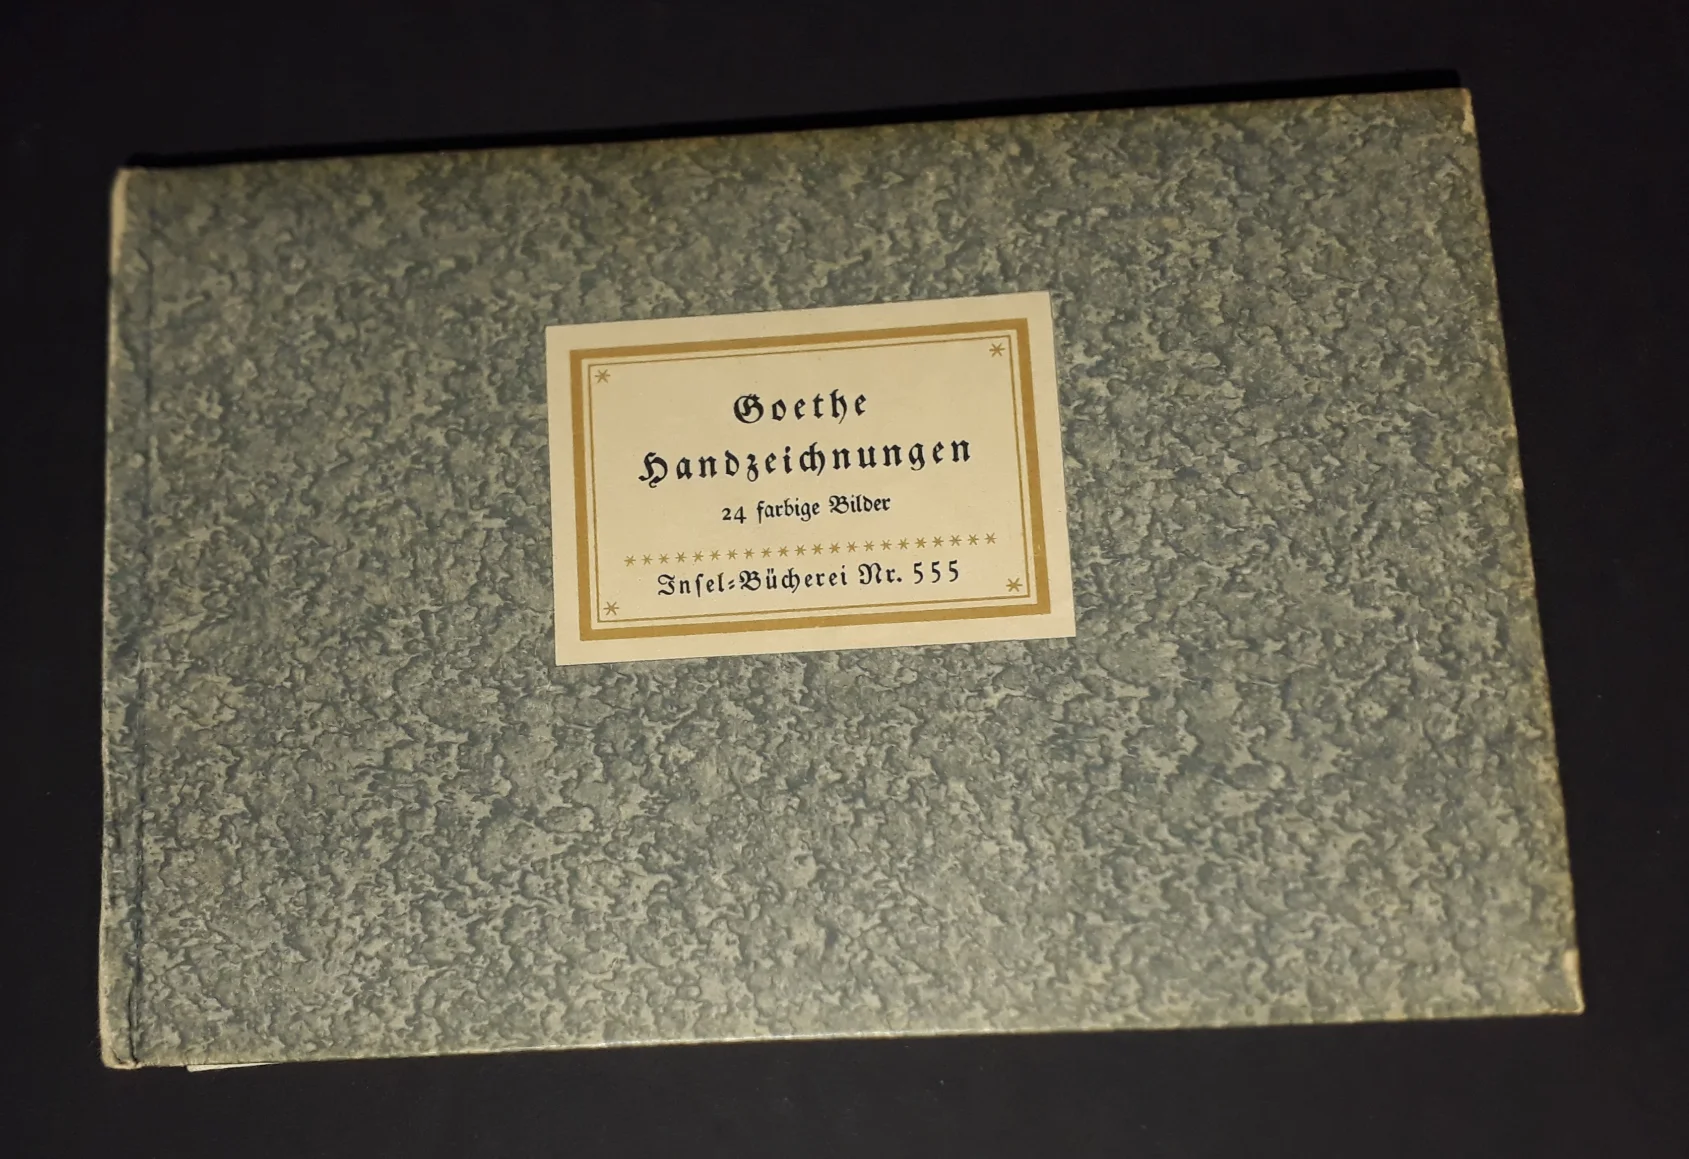 Goethe
Handzeichnungen
24 farbige Bilder
Inſel⸗Bücherei Nr. 555